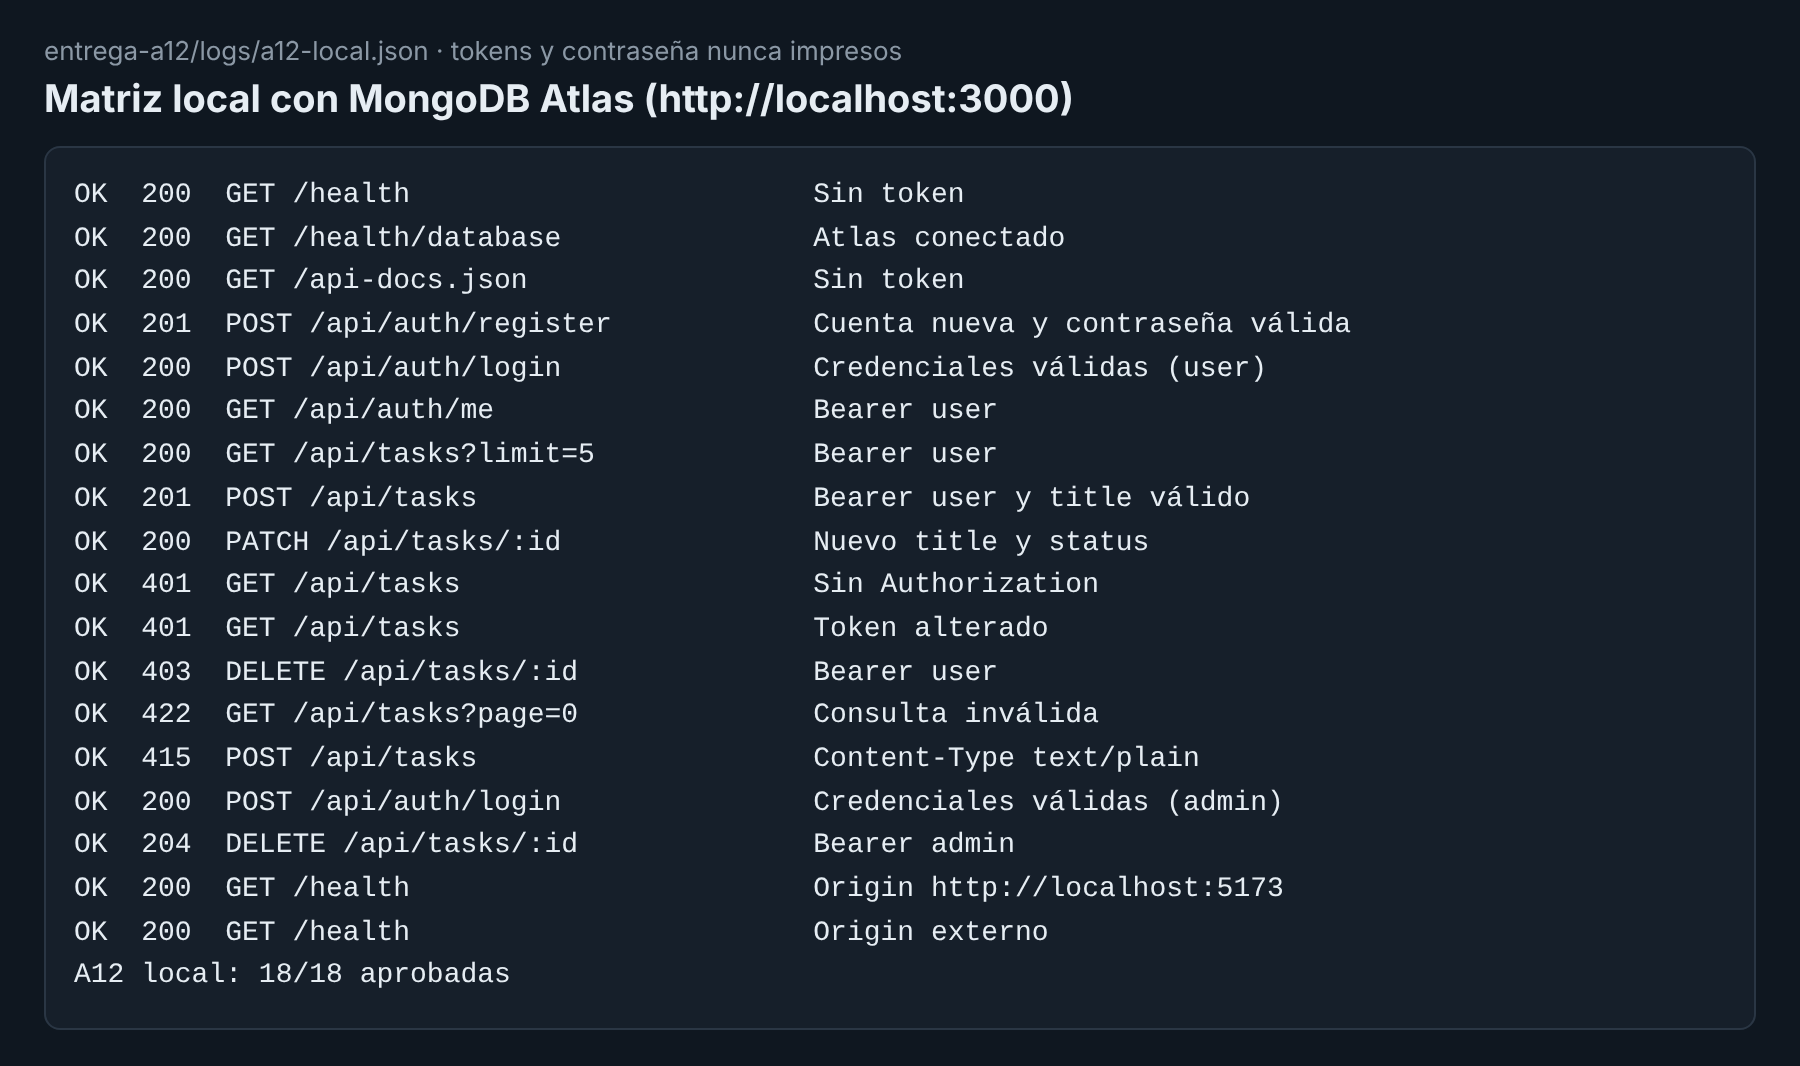 entrega-a12/logs/a12-local.json · tokens y contraseña nunca impresos
Matriz local con MongoDB Atlas (http://localhost:3000)
OK  200  GET /health                        Sin token
OK  200  GET /health/database               Atlas conectado
OK  200  GET /api-docs.json                 Sin token
OK  201  POST /api/auth/register            Cuenta nueva y contraseña válida
OK  200  POST /api/auth/login               Credenciales válidas (user)
OK  200  GET /api/auth/me                   Bearer user
OK  200  GET /api/tasks?limit=5             Bearer user
OK  201  POST /api/tasks                    Bearer user y title válido
OK  200  PATCH /api/tasks/:id               Nuevo title y status
OK  401  GET /api/tasks                     Sin Authorization
OK  401  GET /api/tasks                     Token alterado
OK  403  DELETE /api/tasks/:id              Bearer user
OK  422  GET /api/tasks?page=0              Consulta inválida
OK  415  POST /api/tasks                    Content-Type text/plain
OK  200  POST /api/auth/login               Credenciales válidas (admin)
OK  204  DELETE /api/tasks/:id              Bearer admin
OK  200  GET /health                        Origin http://localhost:5173
OK  200  GET /health                        Origin externo
A12 local: 18/18 aprobadas